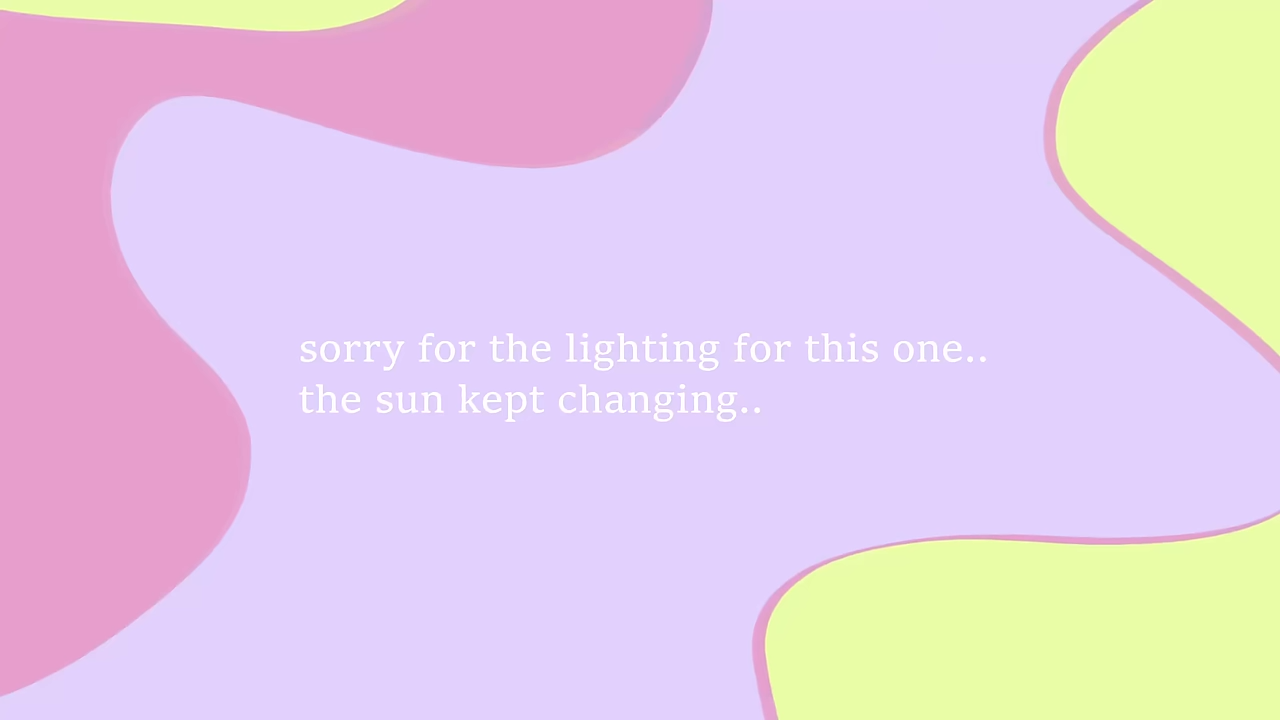 sorry for the lighting for this one..
the sun kept changing..